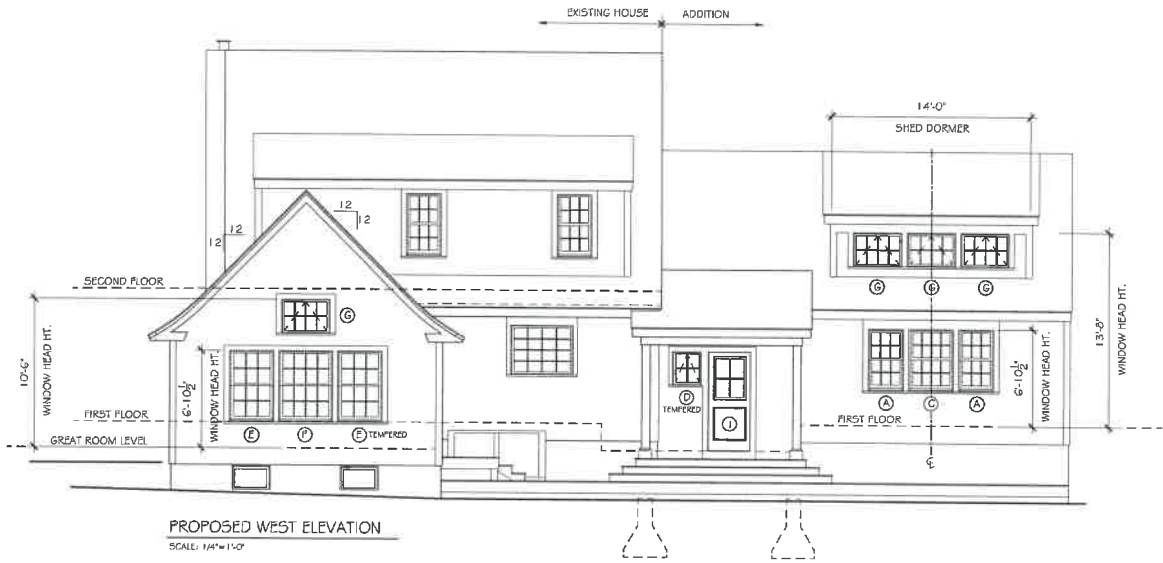 EXISTING HOUSE
ADDITION
14'-0"
SHED DORMER
12
12
12
12
SECOND FLOOR
G
G
G
G
10'-6"
WINDOW HEAD HT.
6'-10½"
WINDOW HEAD HT.
13'-8"
WINDOW HEAD HT.
6'-10½"
WINDOW HEAD HT.
D
TEMPERED
A
C
A
FIRST FLOOR
FIRST FLOOR
I
E
F
TEMPERED
GREAT ROOM LEVEL
CL
PROPOSED WEST ELEVATION
SCALE: 1/4"=1'-0"